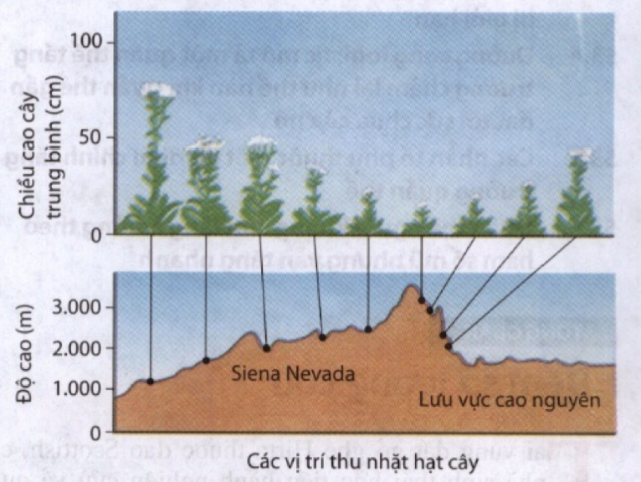 Chiều cao cây
trung bình (cm)
100
50
0
Độ cao (m)
3.000
2.000
1.000
0
Siena Nevada
Lưu vực cao nguyên
Các vị trí thu nhặt hạt cây